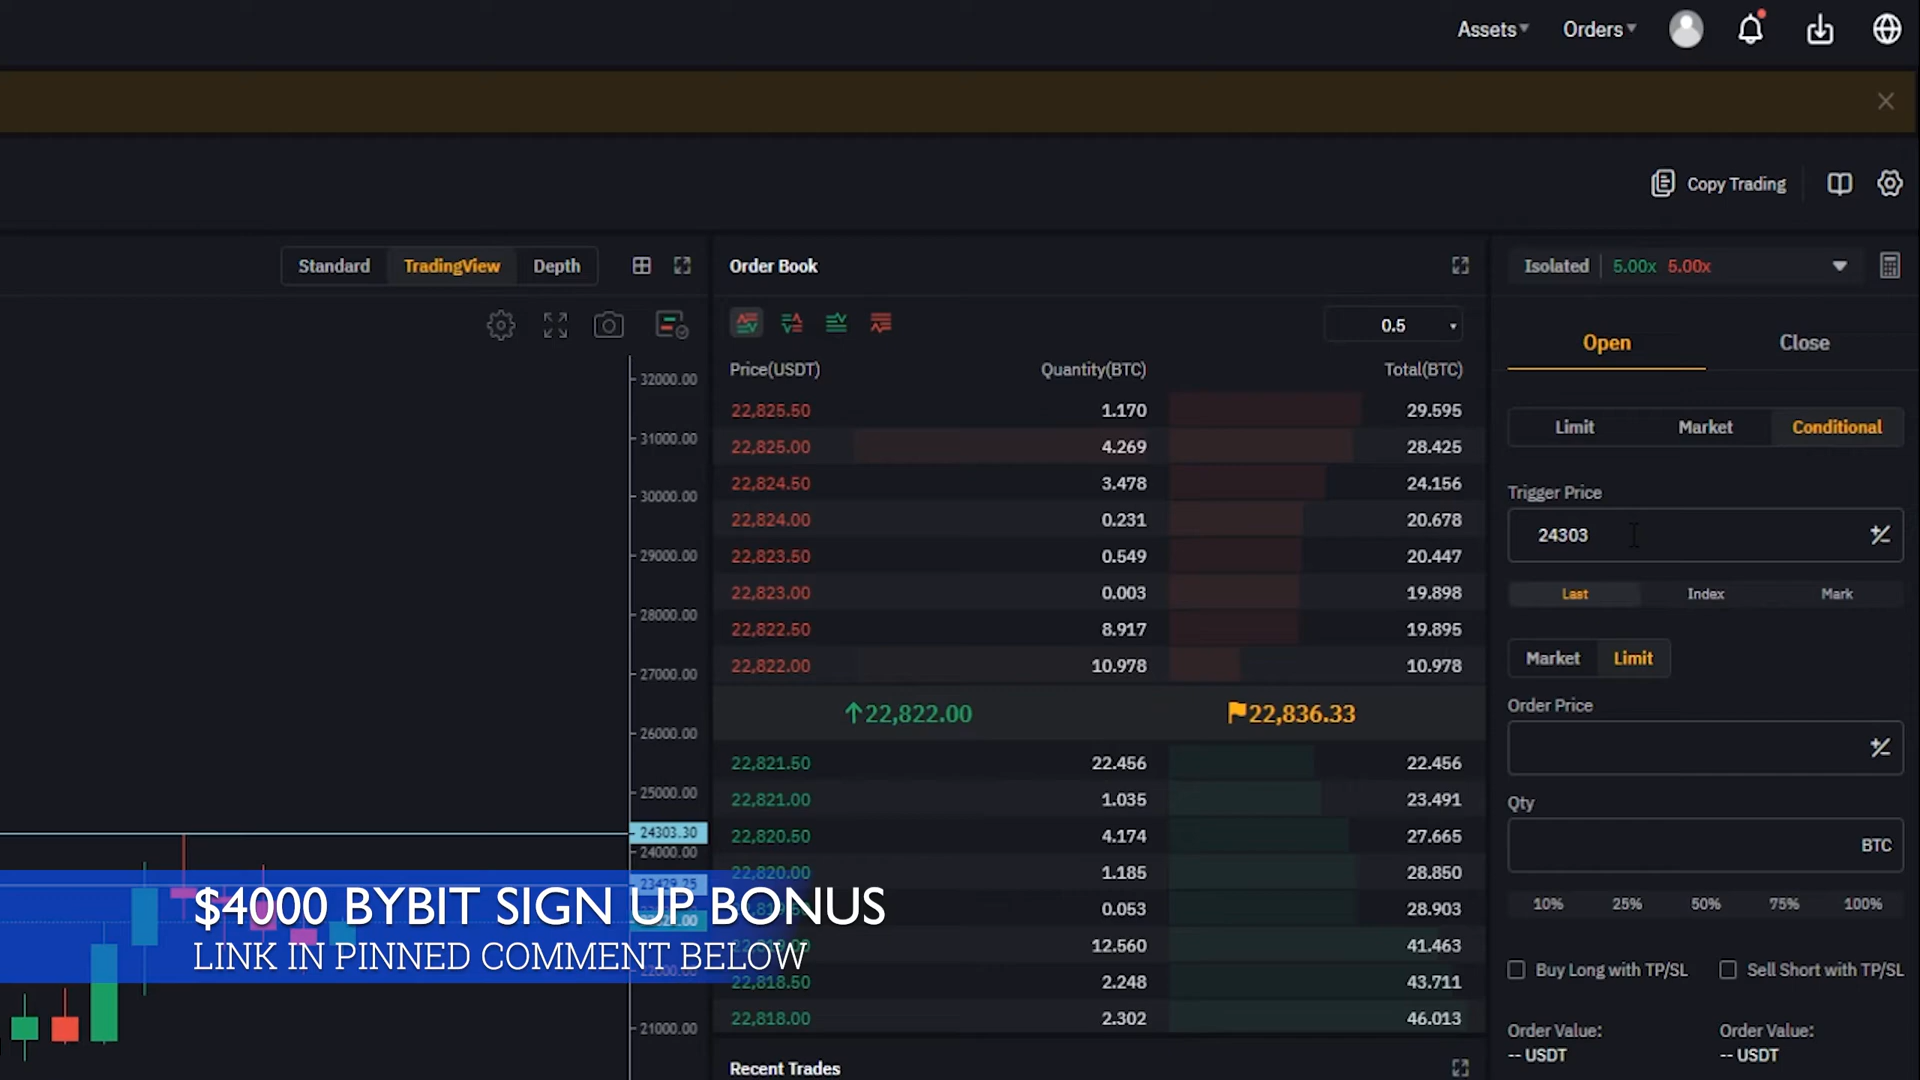 Assets Orders
Copy Trading
Standard TradingView Depth
Order Book
Isolated 5.00x 5.00x
0.5
Open Close
Price(USDT) Quantity(BTC) Total(BTC)
32000.00
31000.00
30000.00
29000.00
28000.00
27000.00
26000.00
25000.00
24303.30
24000.00
23429.25
22000.00
21000.00
22,825.50 1.170 29.595
22,825.00 4.269 28.425
22,824.50 3.478 24.156
22,824.00 0.231 20.678
22,823.50 0.549 20.447
22,823.00 0.003 19.898
22,822.50 8.917 19.895
22,822.00 10.978 10.978
22,822.00 22,836.33
22,821.50 22.456 22.456
22,821.00 1.035 23.491
22,820.50 4.174 27.665
22,820.00 1.185 28.850
0.053 28.903
12.560 41.463
22,818.50 2.248 43.711
22,818.00 2.302 46.013
Recent Trades
Limit Market Conditional
Trigger Price
24303
Last Index Mark
Market Limit
Order Price
Qty
BTC
10% 25% 50% 75% 100%
Buy Long with TP/SL Sell Short with TP/SL
Order Value: Order Value:
-- USDT -- USDT
$4000 BYBIT SIGN UP BONUS
LINK IN PINNED COMMENT BELOW